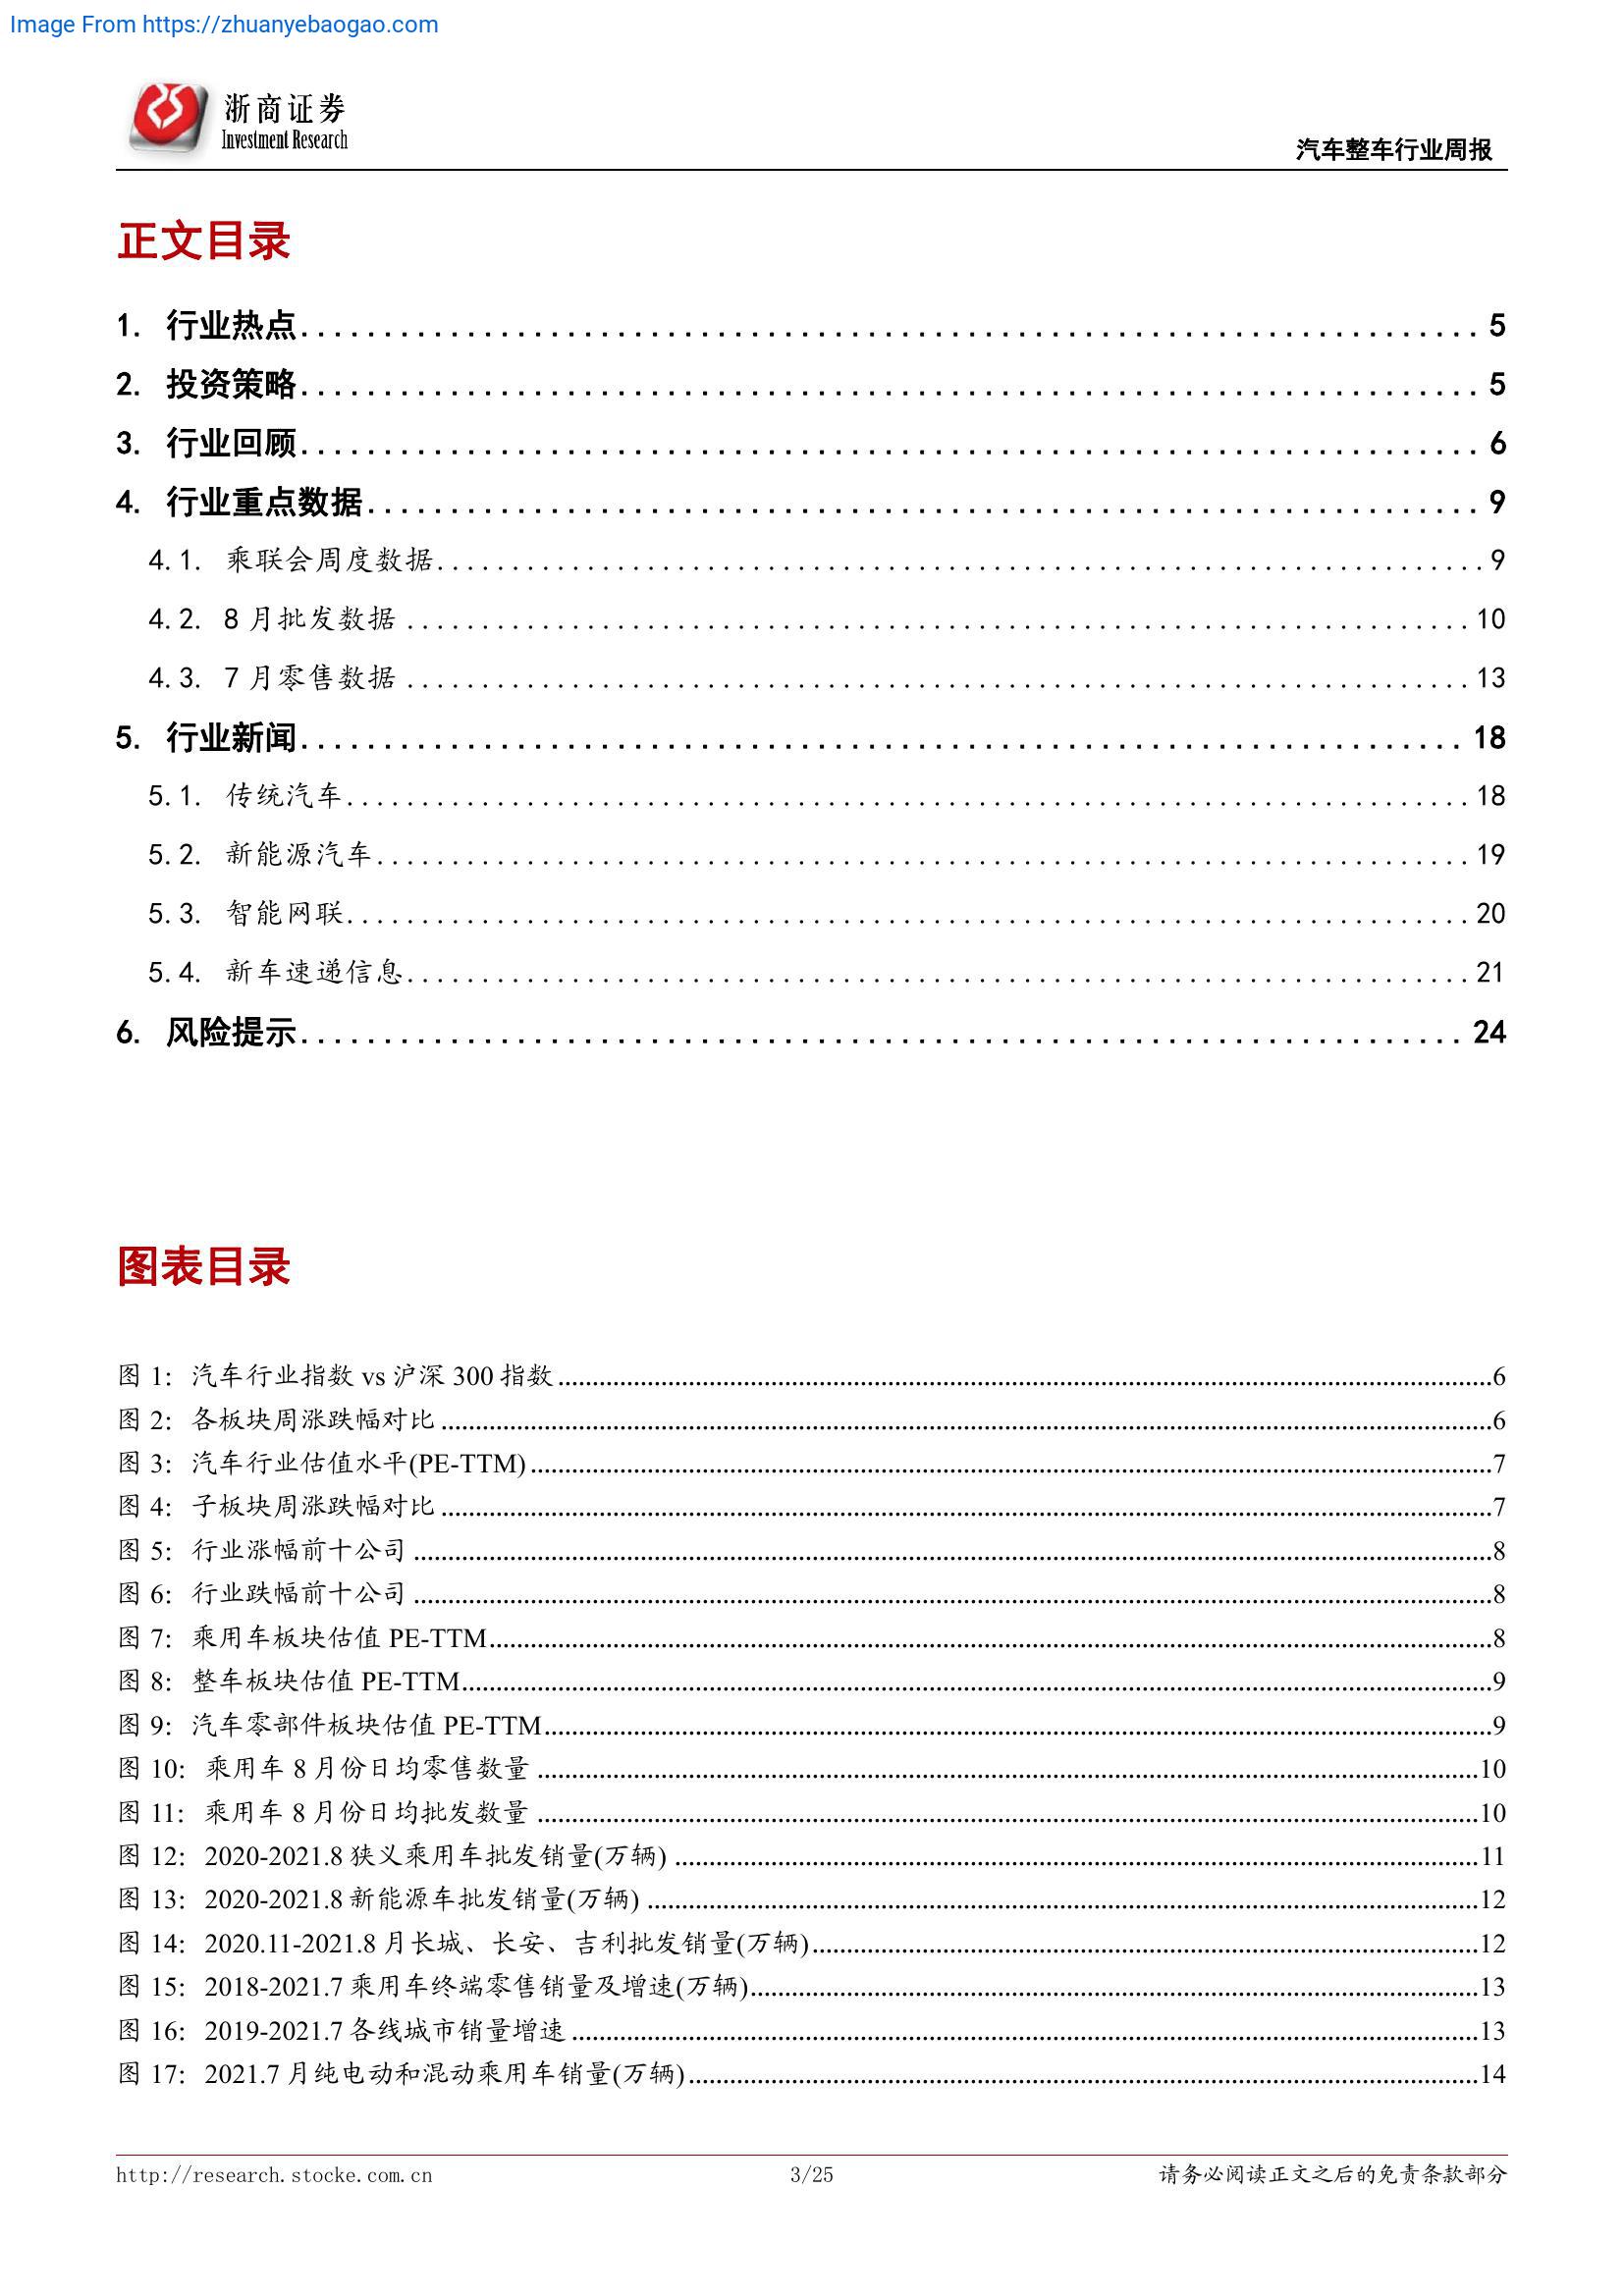 Image From https://zhuanyebaogao.com
浙商证券
Investment Research
汽车整车行业周报
正文目录
1. 行业热点 5
2. 投资策略 5
3. 行业回顾 6
4. 行业重点数据 9
4.1. 乘联会周度数据 9
4.2. 8 月批发数据 10
4.3. 7 月零售数据 13
5. 行业新闻 18
5.1. 传统汽车 18
5.2. 新能源汽车 19
5.3. 智能网联 20
5.4. 新车速递信息 21
6. 风险提示 24
图表目录
图 1：汽车行业指数 vs 沪深 300 指数 6
图 2：各板块周涨跌幅对比 6
图 3：汽车行业估值水平(PE-TTM) 7
图 4：子板块周涨跌幅对比 7
图 5：行业涨幅前十公司 8
图 6：行业跌幅前十公司 8
图 7：乘用车板块估值 PE-TTM 8
图 8：整车板块估值 PE-TTM 9
图 9：汽车零部件板块估值 PE-TTM 9
图 10：乘用车 8 月份日均零售数量 10
图 11：乘用车 8 月份日均批发数量 10
图 12：2020-2021.8 狭义乘用车批发销量(万辆) 11
图 13：2020-2021.8 新能源车批发销量(万辆) 12
图 14：2020.11-2021.8 月长城、长安、吉利批发销量(万辆) 12
图 15：2018-2021.7 乘用车终端零售销量及增速(万辆) 13
图 16：2019-2021.7 各线城市销量增速 13
图 17：2021.7 月纯电动和混动乘用车销量(万辆) 14
http://research.stocke.com.cn 3/25 请务必阅读正文之后的免责条款部分